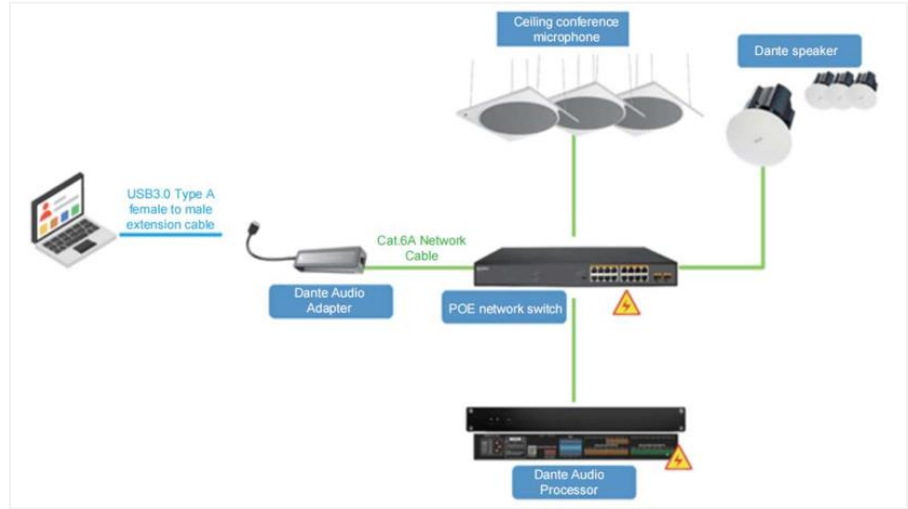 Ceiling conference
microphone
Dante speaker
USB3.0 Type A
female to male
extension cable
Cat.6A Network
Cable
Dante Audio
Adapter
POE network switch
Dante Audio
Processor